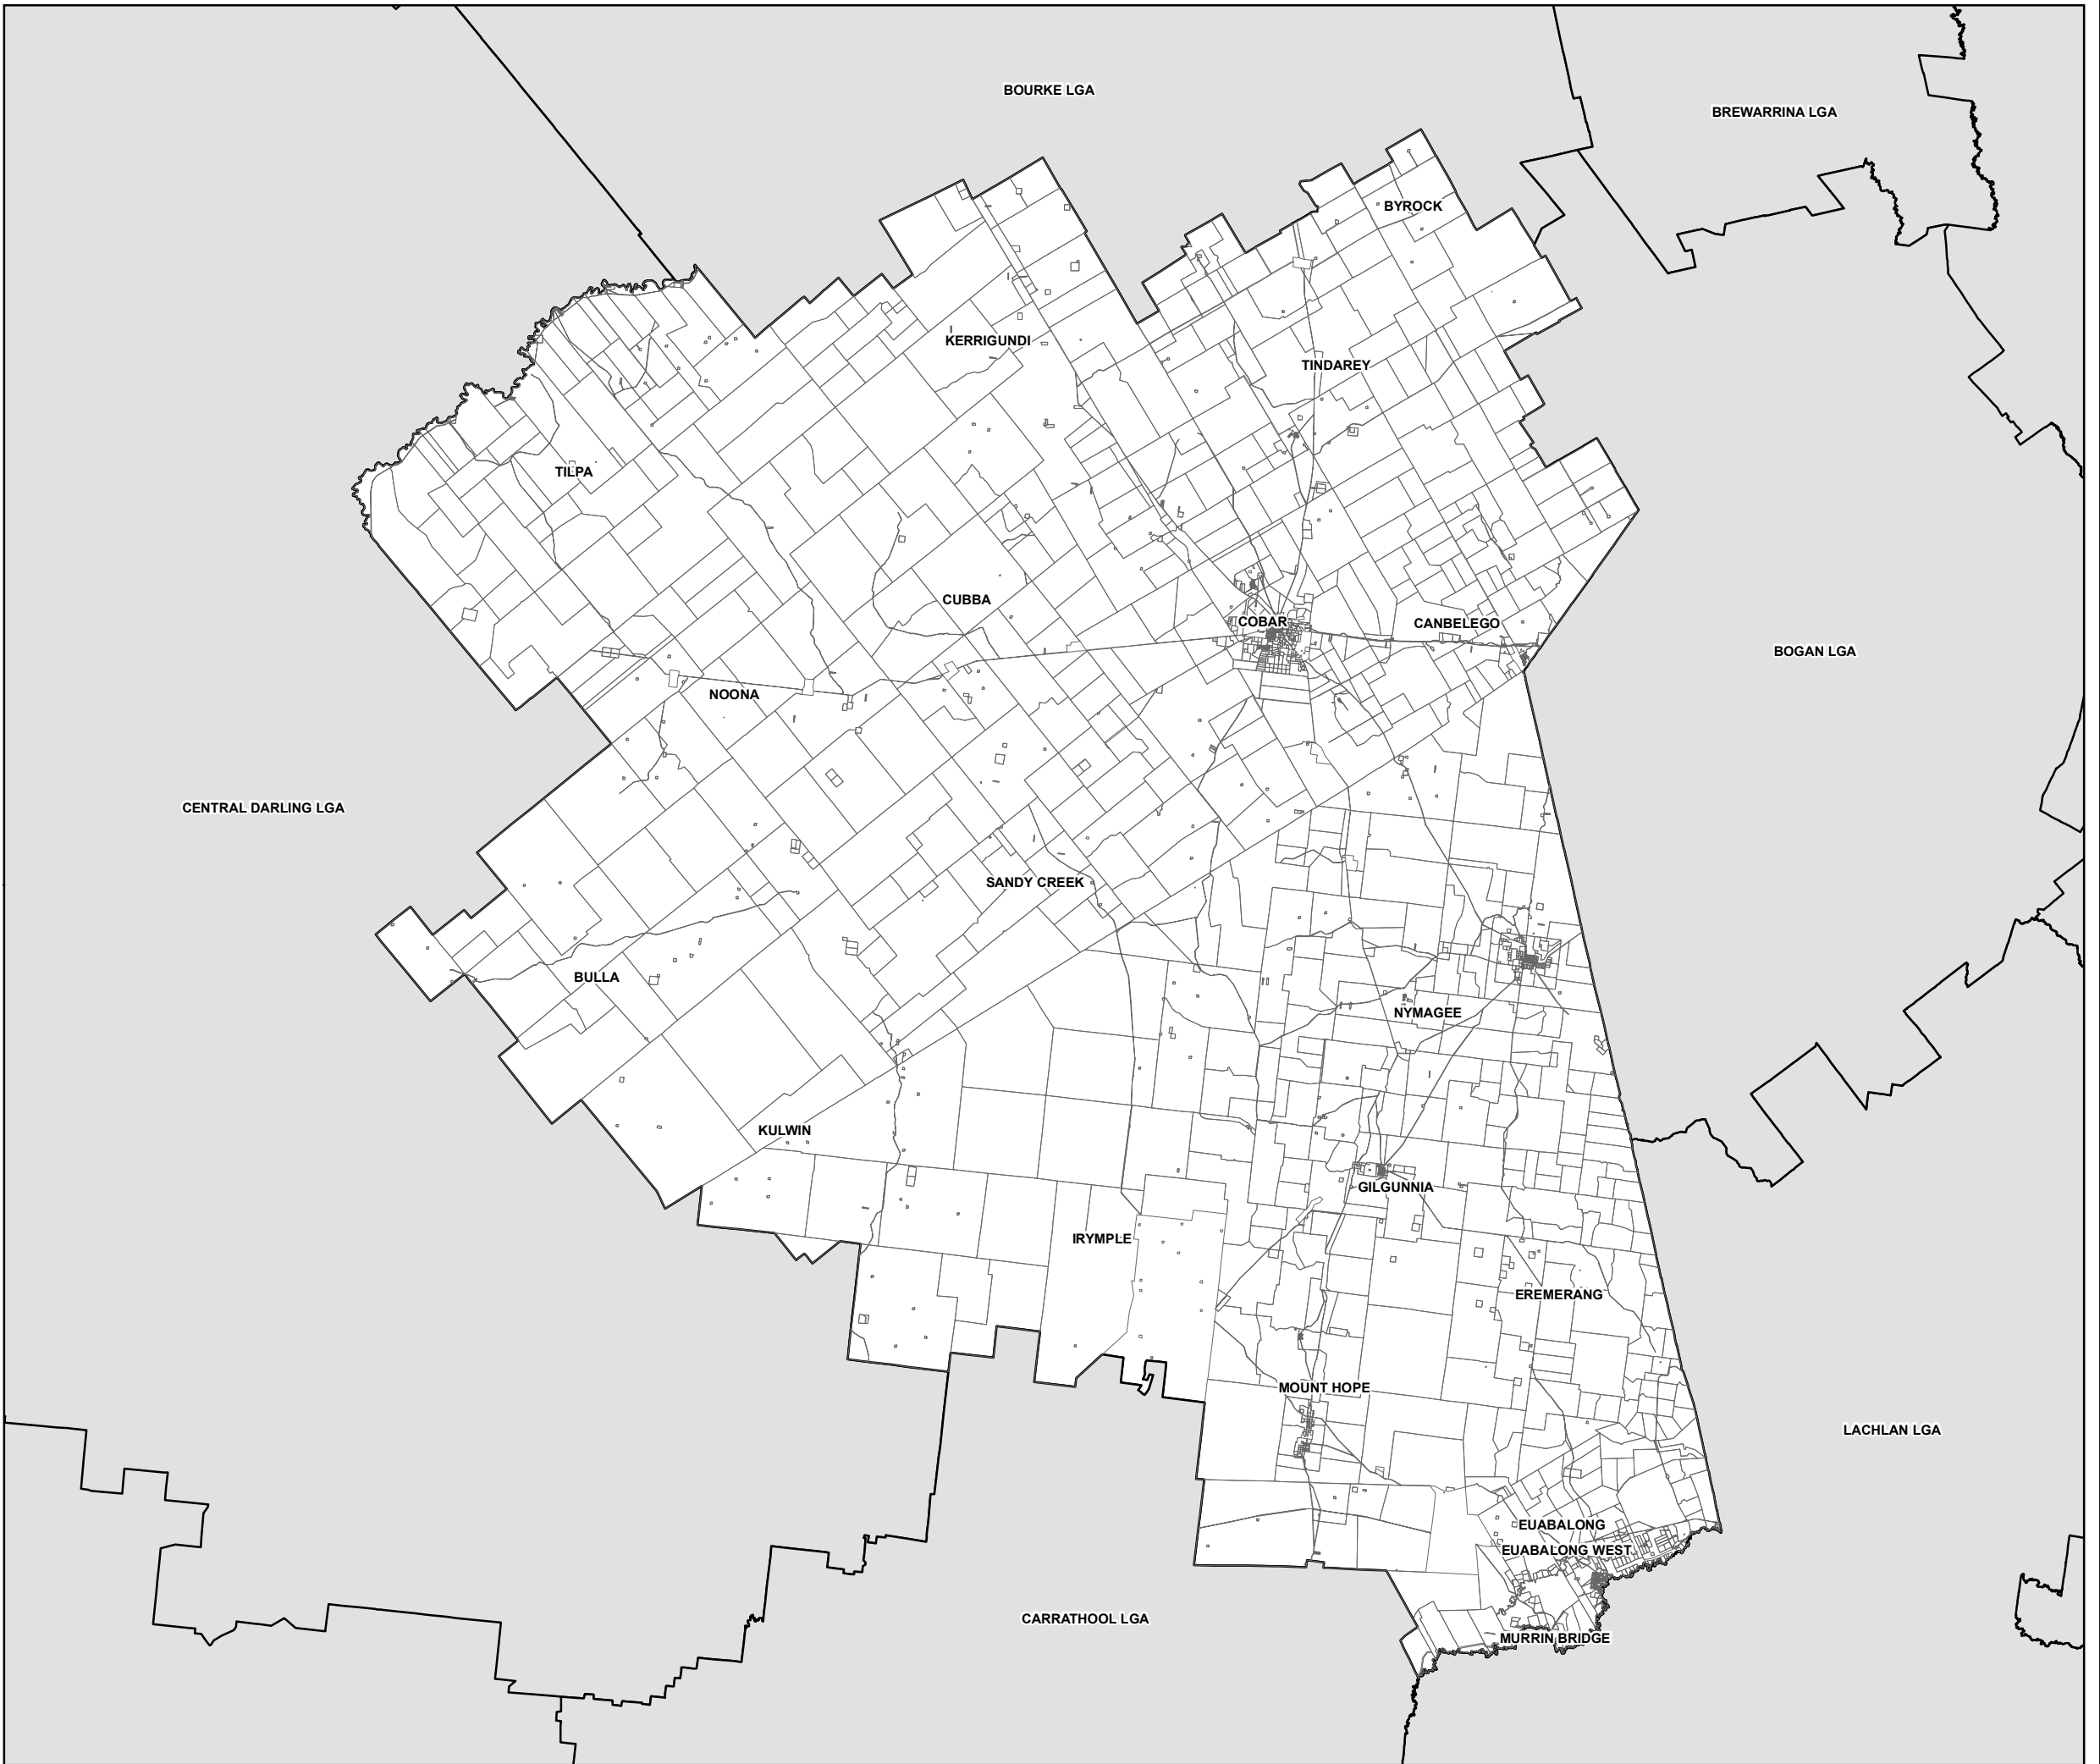 BOURKE LGA
BREWARRINA LGA
BYROCK
KERRIGUNDI
TINDAREY
TILPA
CUBBA
COBAR
CANBELEGO
BOGAN LGA
NOONA
CENTRAL DARLING LGA
SANDY CREEK
BULLA
NYMAGEE
KULWIN
GILGUNNIA
IRYMPLE
EREMERANG
MOUNT HOPE
LACHLAN LGA
EUABALONG
EUABALONG WEST
CARRATHOOL LGA
MURRIN BRIDGE